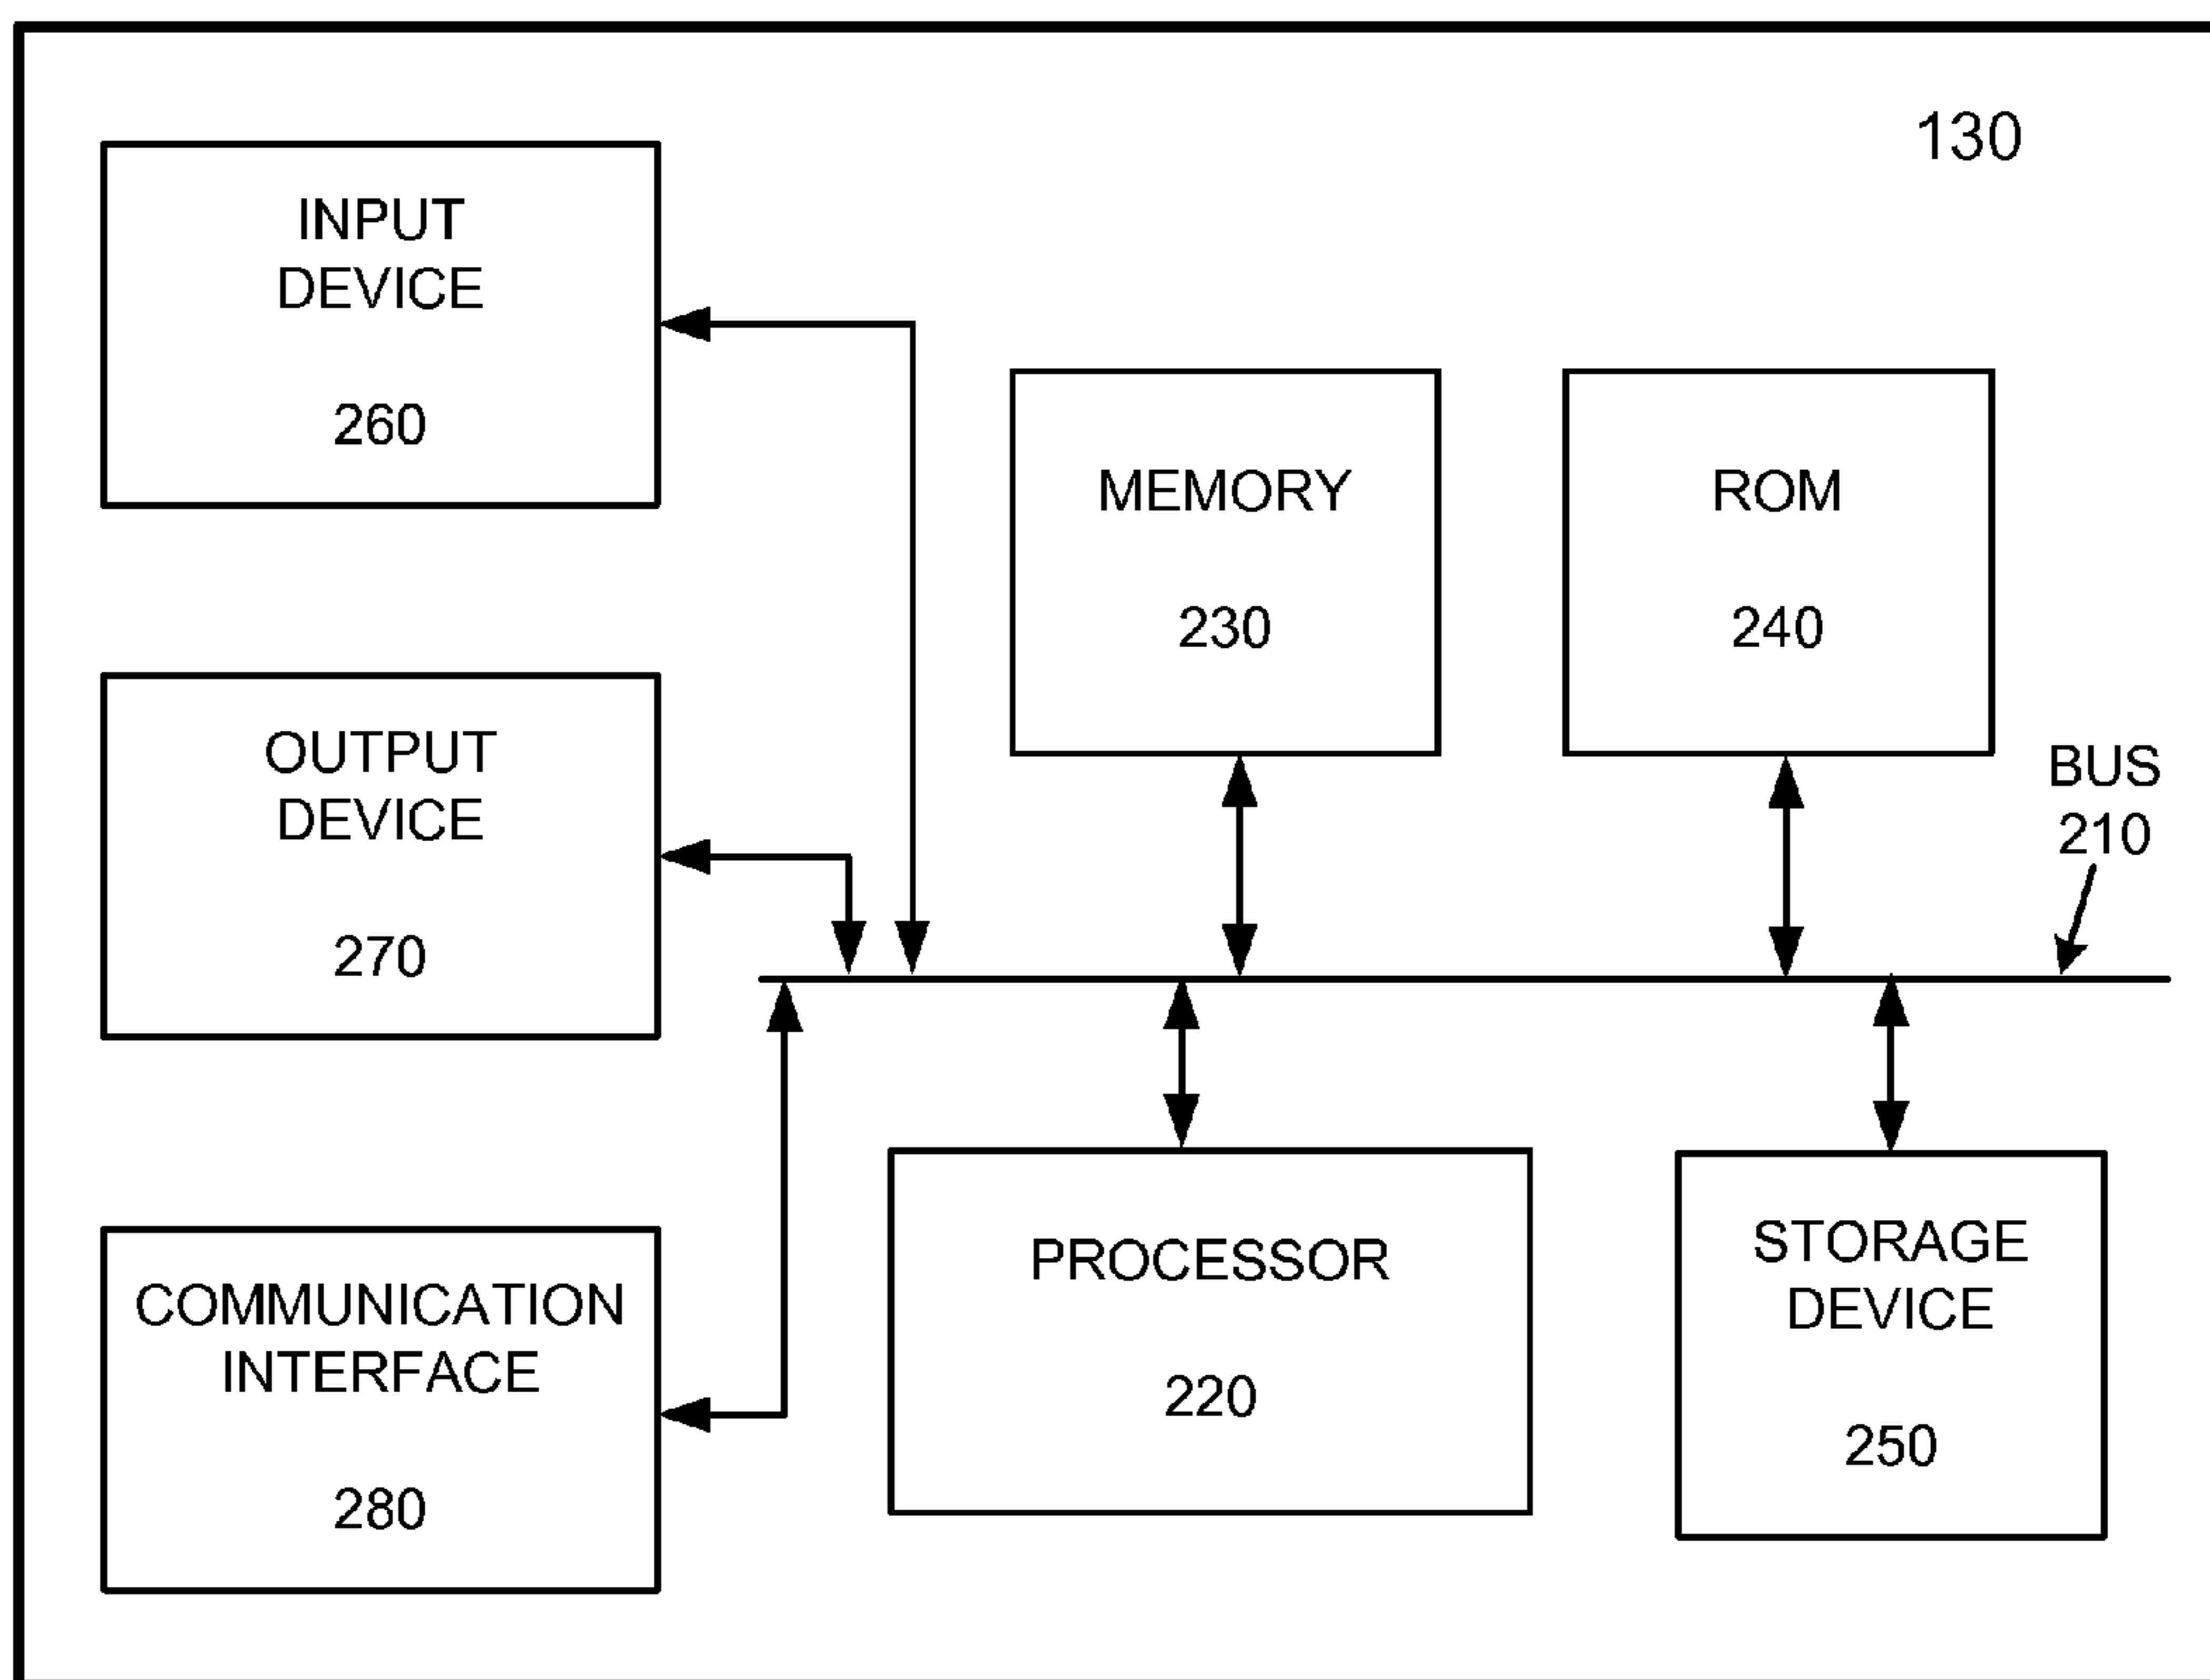 130
INPUT
DEVICE
260
MEMORY
230
ROM
240
OUTPUT
DEVICE
270
BUS
210
COMMUNICATION
INTERFACE
280
PROCESSOR
220
STORAGE
DEVICE
250